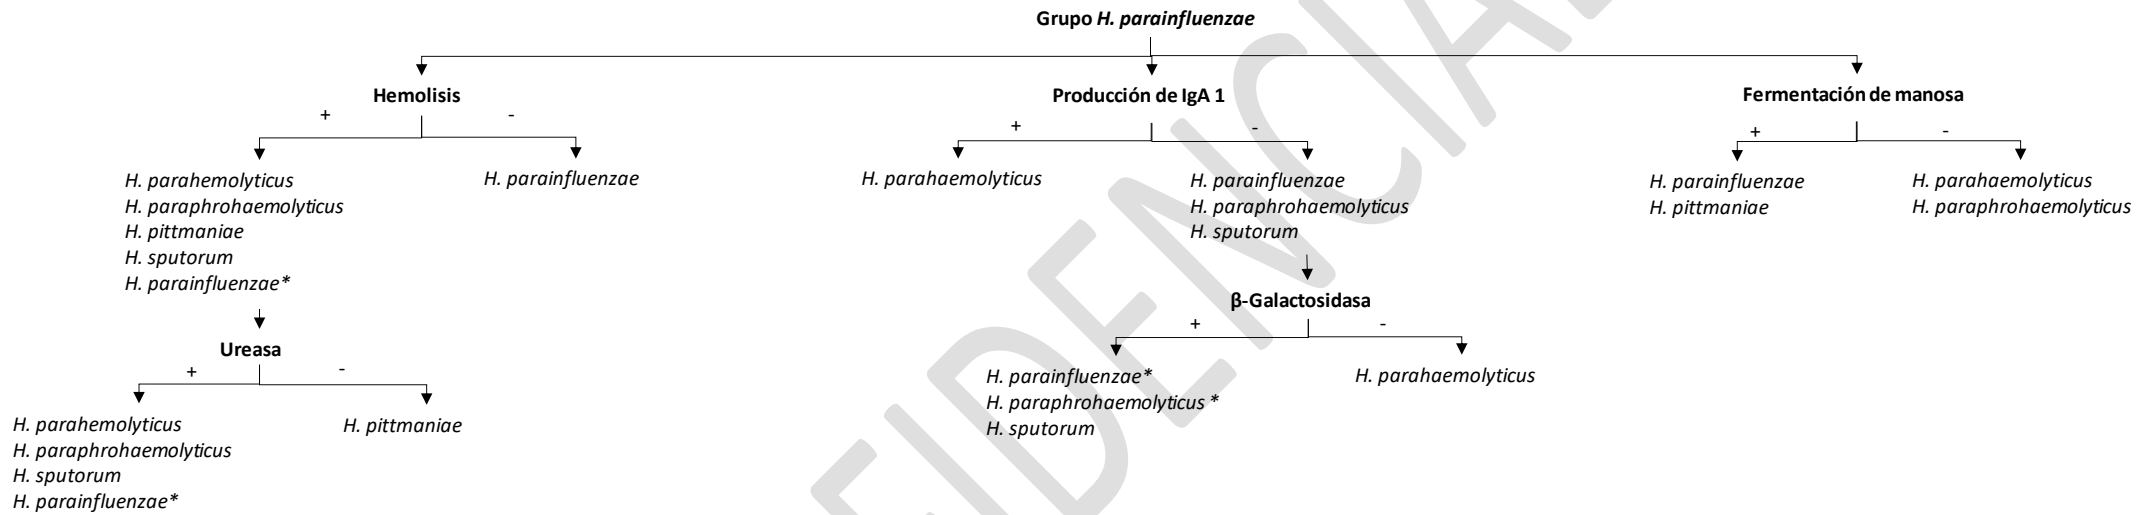 Grupo H. parainfluenzae
Hemolisis
+
-
H. parahemolyticus
H. paraphrohaemolyticus
H. pittmaniae
H. sputorum
H. parainfluenzae*
H. parainfluenzae
Ureasa
+
-
H. parahemolyticus
H. paraphrohaemolyticus
H. sputorum
H. parainfluenzae*
H. pittmaniae
Producción de IgA 1
+
-
H. parahaemolyticus
H. parainfluenzae
H. paraphrohaemolyticus
H. sputorum
β-Galactosidasa
+
-
H. parainfluenzae*
H. paraphrohaemolyticus *
H. sputorum
H. parahaemolyticus
Fermentación de manosa
+
-
H. parainfluenzae
H. pittmaniae
H. parahaemolyticus
H. paraphrohaemolyticus
FIDENCIAL